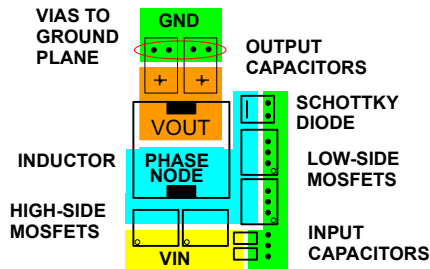 VIAS TO
GROUND
PLANE
GND
OUTPUT
CAPACITORS
+ +
VOUT
SCHOTTKY
DIODE
INDUCTOR
PHASE
NODE
LOW-SIDE
MOSFETS
HIGH-SIDE
MOSFETS
VIN
INPUT
CAPACITORS